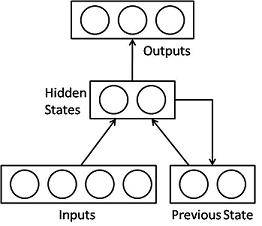 Outputs
Hidden
States
Inputs
Previous State